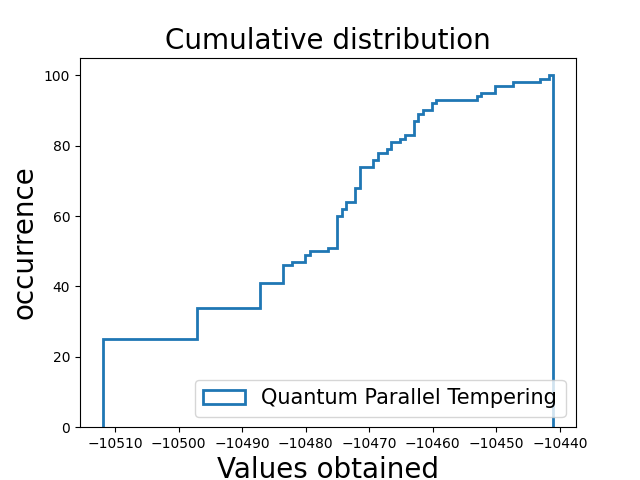 Cumulative distribution
occurrence
100
80
60
40
20
0
Quantum Parallel Tempering
−10510 −10500 −10490 −10480 −10470 −10460 −10450 −10440
Values obtained